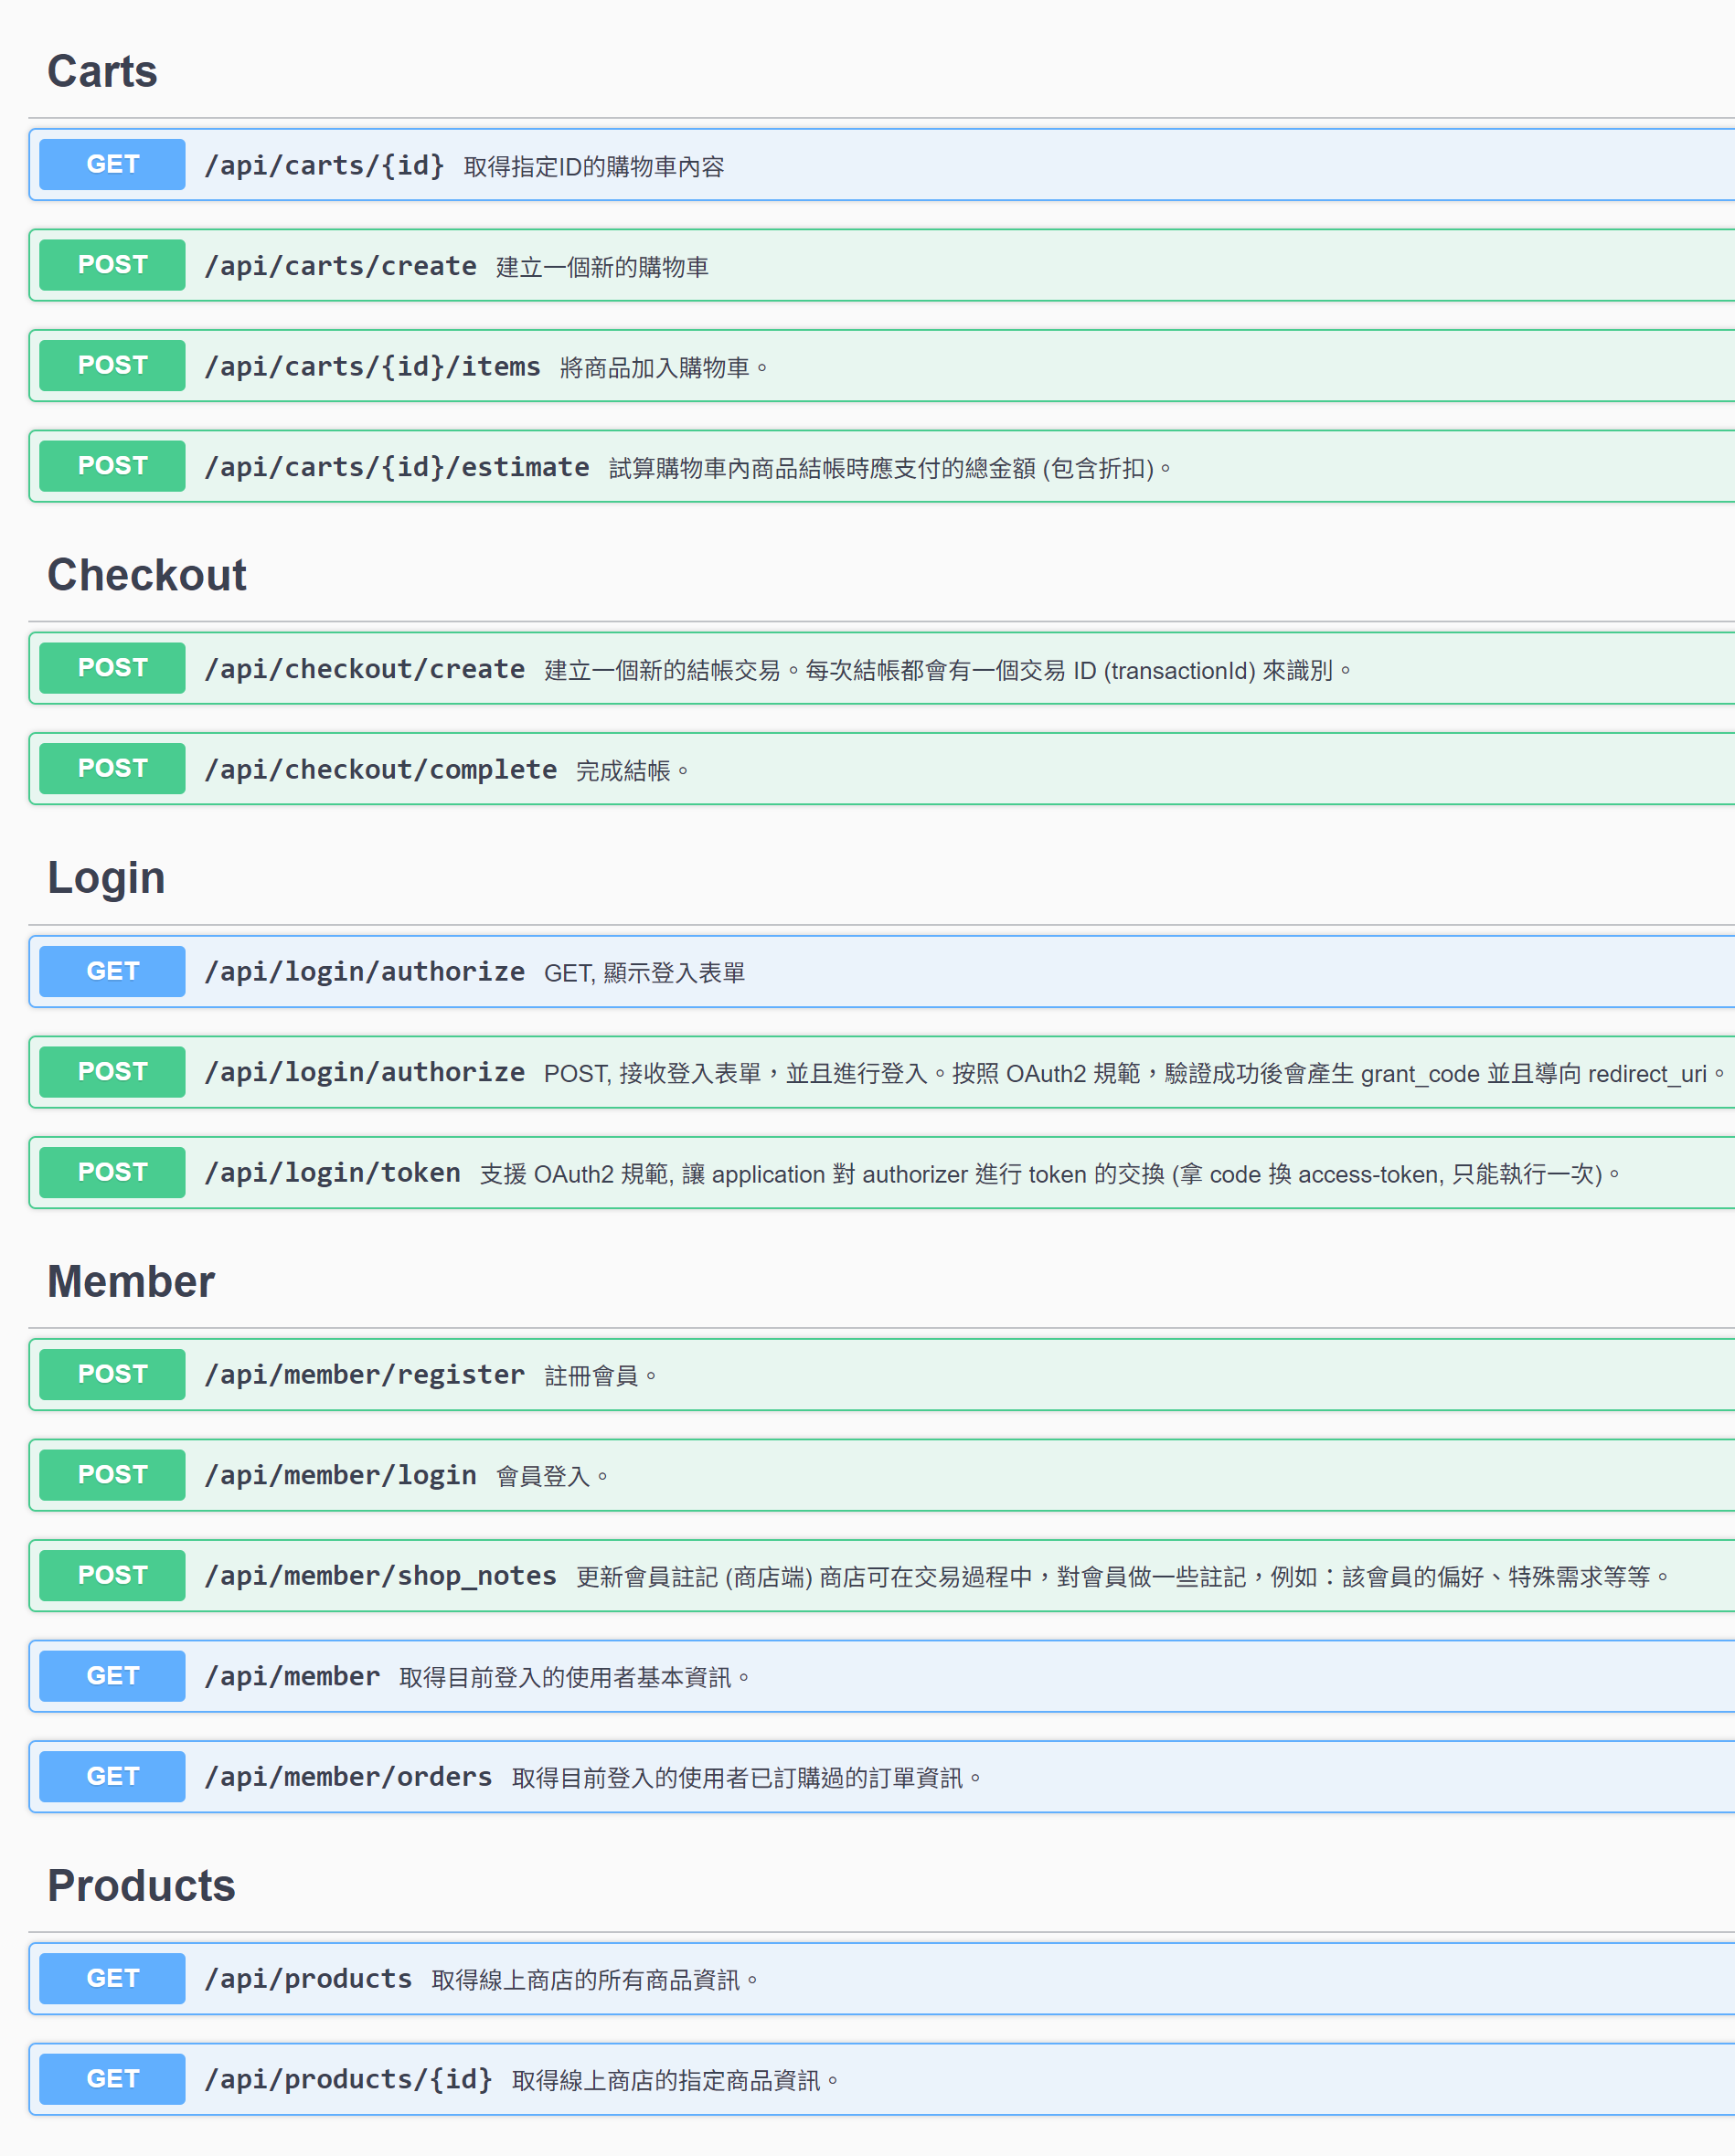 Carts
GET /api/carts/{id} 取得指定ID的購物車內容
POST /api/carts/create 建立一個新的購物車
POST /api/carts/{id}/items 將商品加入購物車。
POST /api/carts/{id}/estimate 試算購物車內商品結帳時應支付的總金額 (包含折扣)。
Checkout
POST /api/checkout/create 建立一個新的結帳交易。每次結帳都會有一個交易 ID (transactionId) 來識別。
POST /api/checkout/complete 完成結帳。
Login
GET /api/login/authorize GET, 顯示登入表單
POST /api/login/authorize POST, 接收登入表單，並且進行登入。按照 OAuth2 規範，驗證成功後會產生 grant_code 並且導向 redirect_uri。
POST /api/login/token 支援 OAuth2 規範, 讓 application 對 authorizer 進行 token 的交換 (拿 code 換 access-token, 只能執行一次)。
Member
POST /api/member/register 註冊會員。
POST /api/member/login 會員登入。
POST /api/member/shop_notes 更新會員註記 (商店端) 商店可在交易過程中，對會員做一些註記，例如：該會員的偏好、特殊需求等等。
GET /api/member 取得目前登入的使用者基本資訊。
GET /api/member/orders 取得目前登入的使用者已訂購過的訂單資訊。
Products
GET /api/products 取得線上商店的所有商品資訊。
GET /api/products/{id} 取得線上商店的指定商品資訊。